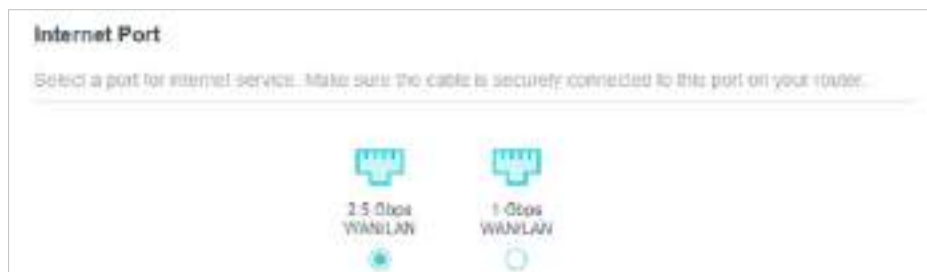 Internet Port
Select a port for internet service. Make sure the cable is securely connected to this port on your router.
2.5 Gbps
WAN/LAN
1 Gbps
WAN/LAN